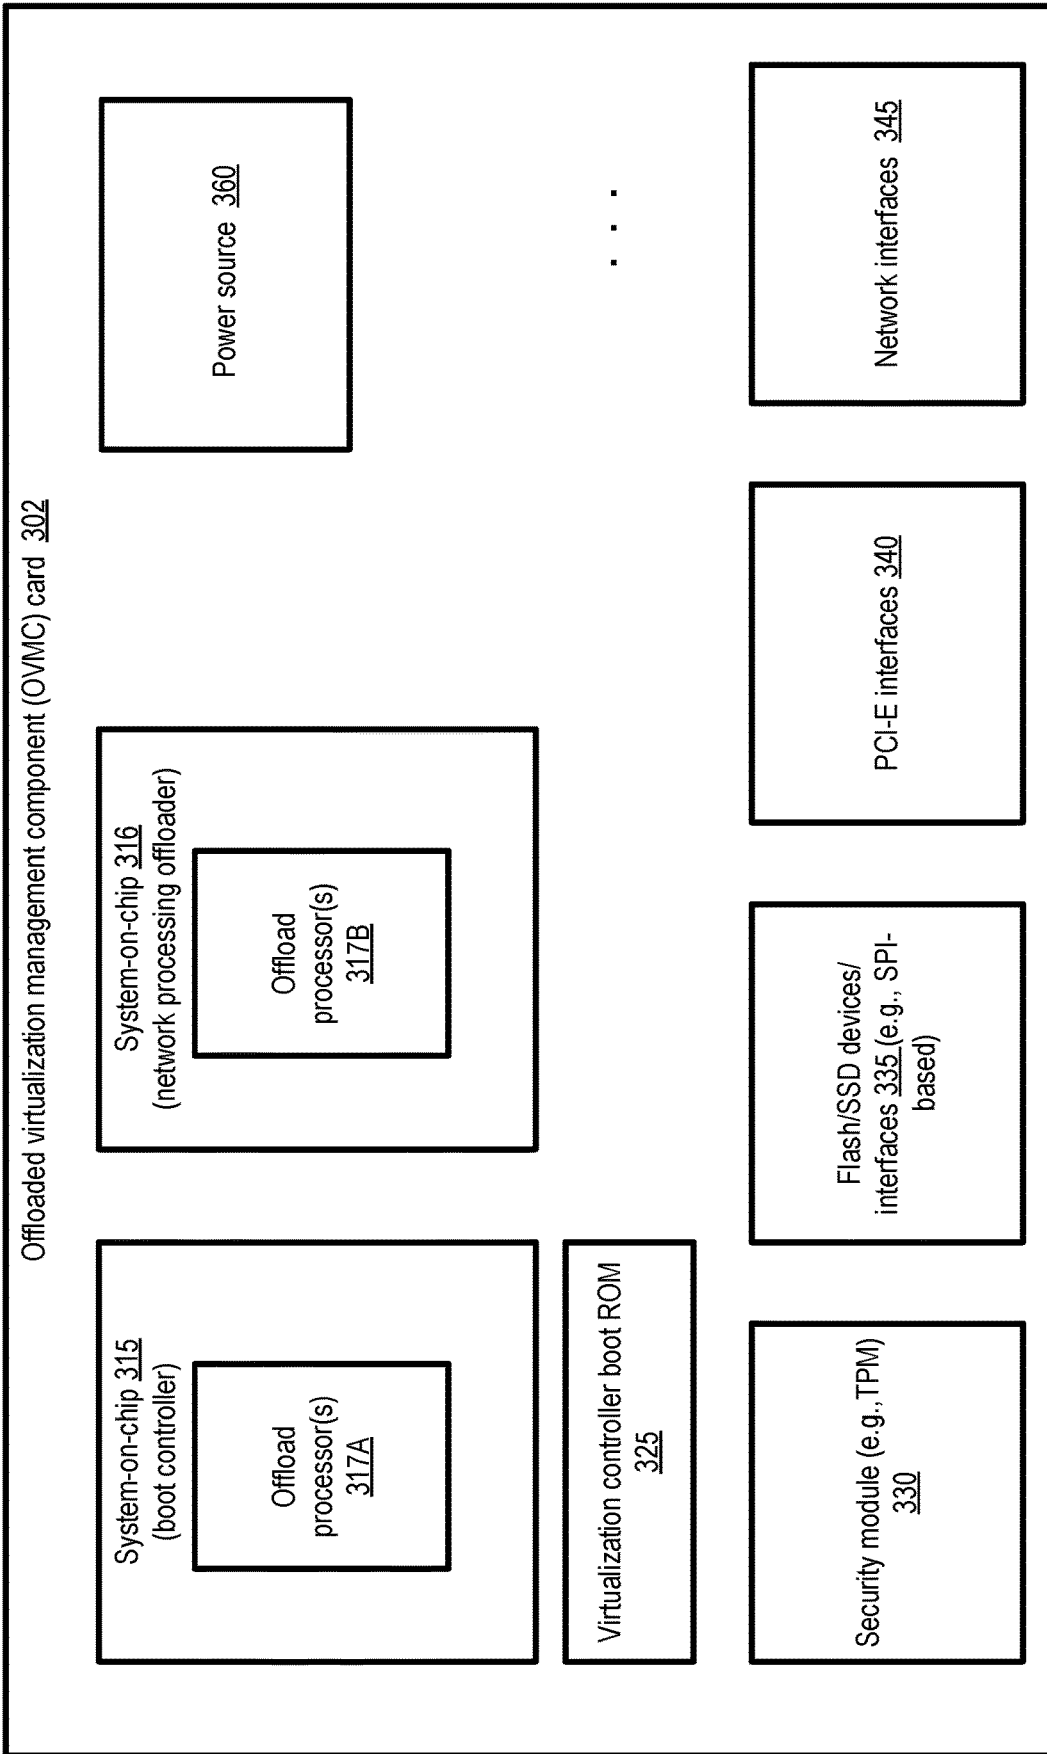 Offloaded virtualization management component (OVMC) card 302
System-on-chip 315
(boot controller)
Offload
processor(s)
317A
System-on-chip 316
(network processing offloader)
Offload
processor(s)
317B
Power source 360
Virtualization controller boot ROM
325
. . .
Security module (e.g., TPM)
330
Flash/SSD devices/
interfaces 335 (e.g., SPI-
based)
PCI-E interfaces 340
Network interfaces 345